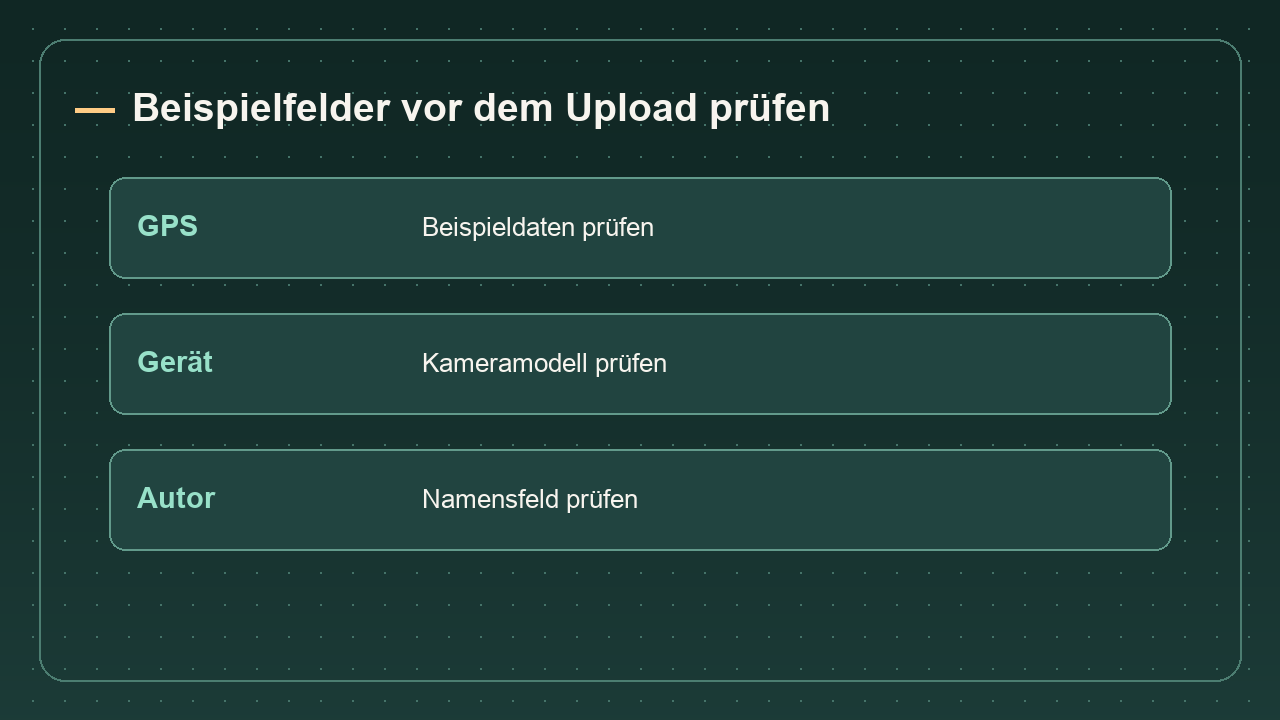 Beispielfelder vor dem Upload prüfen
GPS Beispieldaten prüfen
Gerät Kameramodell prüfen
Autor Namensfeld prüfen